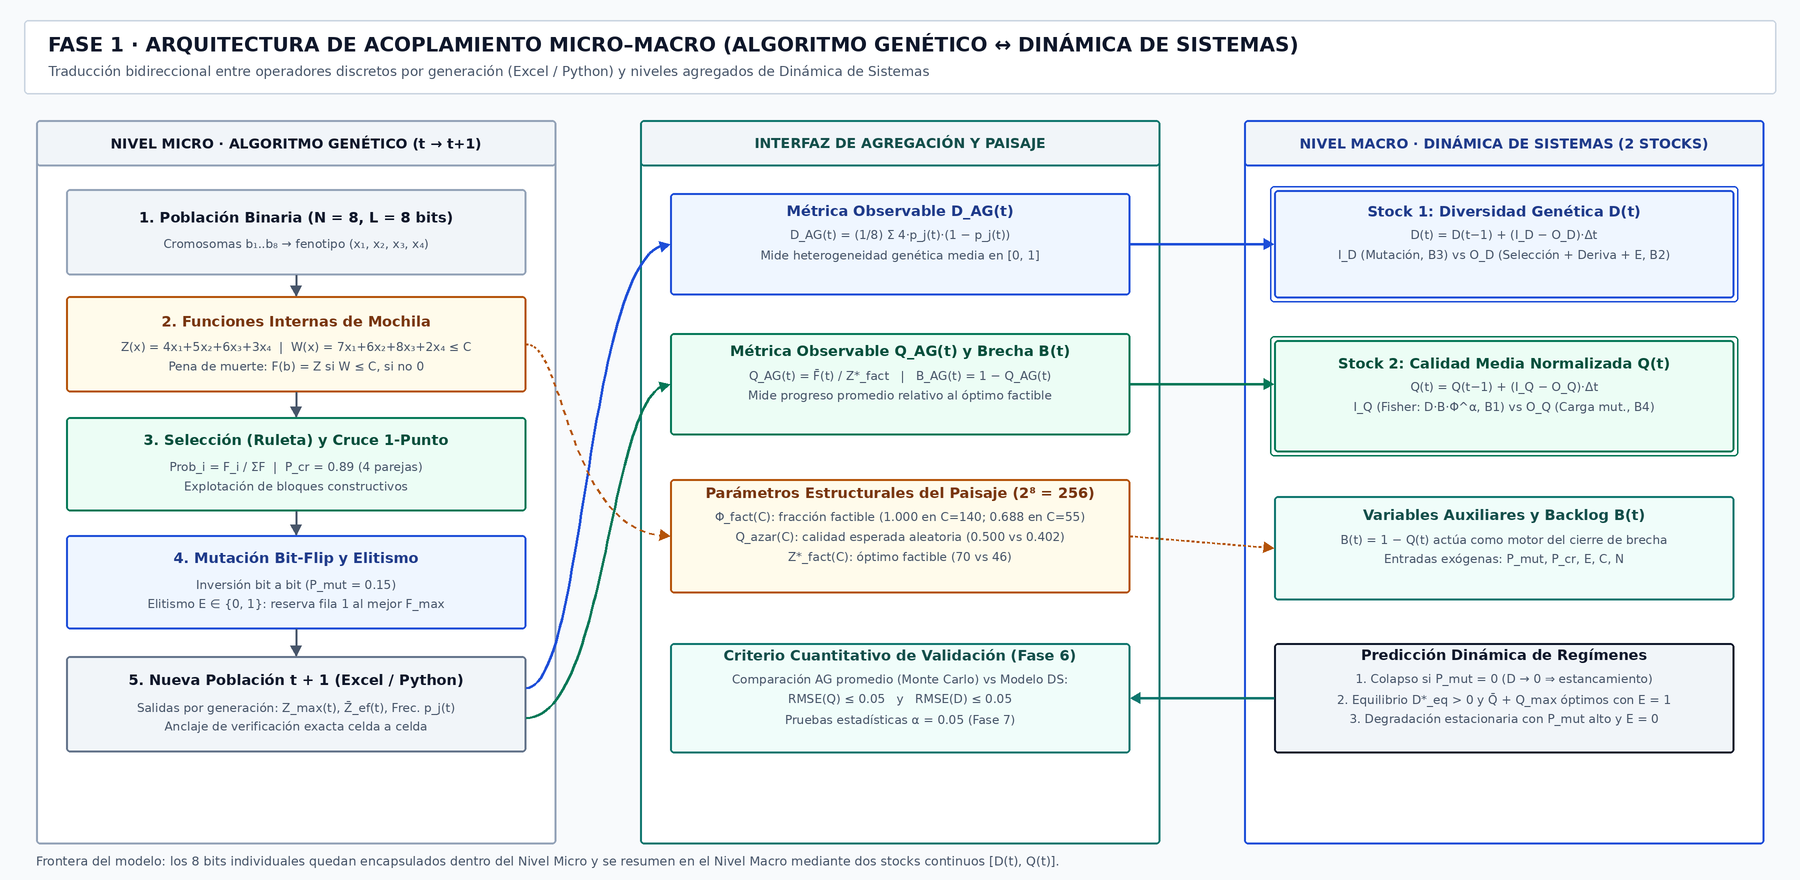 FASE 1 · ARQUITECTURA DE ACOPLAMIENTO MICRO–MACRO (ALGORITMO GENÉTICO ↔ DINÁMICA DE SISTEMAS)
Traducción bidireccional entre operadores discretos por generación (Excel / Python) y niveles agregados de Dinámica de Sistemas
NIVEL MICRO · ALGORITMO GENÉTICO (t → t+1)
1. Población Binaria (N = 8, L = 8 bits)
Cromosomas b₁..b₈ → fenotipo (x₁, x₂, x₃, x₄)
2. Funciones Internas de Mochila
Z(x) = 4x₁+5x₂+6x₃+3x₄ | W(x) = 7x₁+6x₂+8x₃+2x₄ ≤ C
Pena de muerte: F(b) = Z si W ≤ C, si no 0
3. Selección (Ruleta) y Cruce 1-Punto
Prob_i = F_i / ΣF | P_cr = 0.89 (4 parejas)
Explotación de bloques constructivos
4. Mutación Bit-Flip y Elitismo
Inversión bit a bit (P_mut = 0.15)
Elitismo E ∈ {0, 1}: reserva fila 1 al mejor F_max
5. Nueva Población t + 1 (Excel / Python)
Salidas por generación: Z_max(t), Z̄_ef(t), Frec. p_j(t)
Anclaje de verificación exacta celda a celda
INTERFAZ DE AGREGACIÓN Y PAISAJE
Métrica Observable D_AG(t)
D_AG(t) = (1/8) Σ 4·p_j(t)·(1 − p_j(t))
Mide heterogeneidad genética media en [0, 1]
Métrica Observable Q_AG(t) y Brecha B(t)
Q_AG(t) = F̄(t) / Z*_fact | B_AG(t) = 1 − Q_AG(t)
Mide progreso promedio relativo al óptimo factible
Parámetros Estructurales del Paisaje (2⁸ = 256)
Φ_fact(C): fracción factible (1.000 en C=140; 0.688 en C=55)
Q_azar(C): calidad esperada aleatoria (0.500 vs 0.402)
Z*_fact(C): óptimo factible (70 vs 46)
Criterio Cuantitativo de Validación (Fase 6)
Comparación AG promedio (Monte Carlo) vs Modelo DS:
RMSE(Q) ≤ 0.05 y RMSE(D) ≤ 0.05
Pruebas estadísticas α = 0.05 (Fase 7)
NIVEL MACRO · DINÁMICA DE SISTEMAS (2 STOCKS)
Stock 1: Diversidad Genética D(t)
D(t) = D(t−1) + (I_D − O_D)·Δt
I_D (Mutación, B3) vs O_D (Selección + Deriva + E, B2)
Stock 2: Calidad Media Normalizada Q(t)
Q(t) = Q(t−1) + (I_Q − O_Q)·Δt
I_Q (Fisher: D·B·Φ^α, B1) vs O_Q (Carga mut., B4)
Variables Auxiliares y Backlog B(t)
B(t) = 1 − Q(t) actúa como motor del cierre de brecha
Entradas exógenas: P_mut, P_cr, E, C, N
Predicción Dinámica de Regímenes
1. Colapso si P_mut = 0 (D → 0 ⇒ estancamiento)
2. Equilibrio D*_eq > 0 y Q̄ + Q_max óptimos con E = 1
3. Degradación estacionaria con P_mut alto y E = 0
Frontera del modelo: los 8 bits individuales quedan encapsulados dentro del Nivel Micro y se resumen en el Nivel Macro mediante dos stocks continuos [D(t), Q(t)].